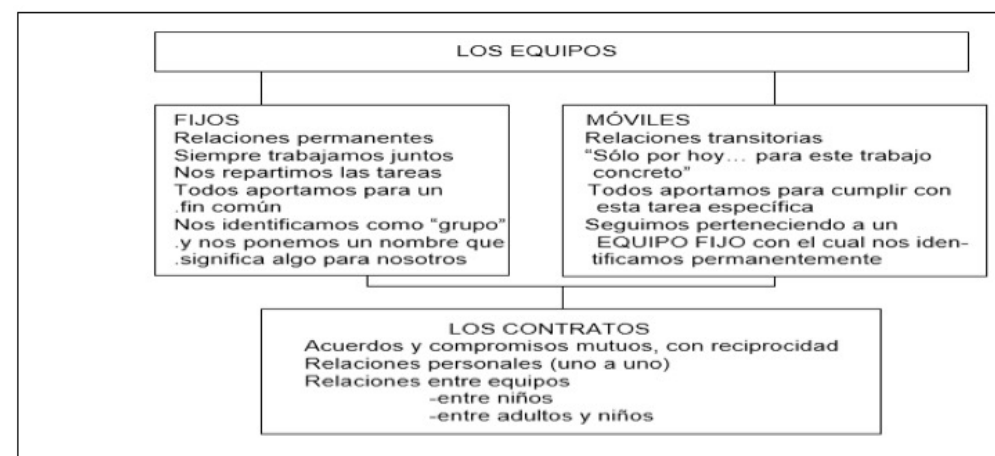 LOS EQUIPOS
FIJOS
Relaciones permanentes
Siempre trabajamos juntos
Nos repartimos las tareas
Todos aportamos para un
.fin común
Nos identificamos como “grupo”
.y nos ponemos un nombre que
.significa algo para nosotros
MÓVILES
Relaciones transitorias
“Sólo por hoy... para este trabajo
concreto”
Todos aportamos para cumplir con
esta tarea específica
Seguimos perteneciendo a un
EQUIPO FIJO con el cual nos iden-
tificamos permanentemente
LOS CONTRATOS
Acuerdos y compromisos mutuos, con reciprocidad
Relaciones personales (uno a uno)
Relaciones entre equipos
-entre niños
-entre adultos y niños